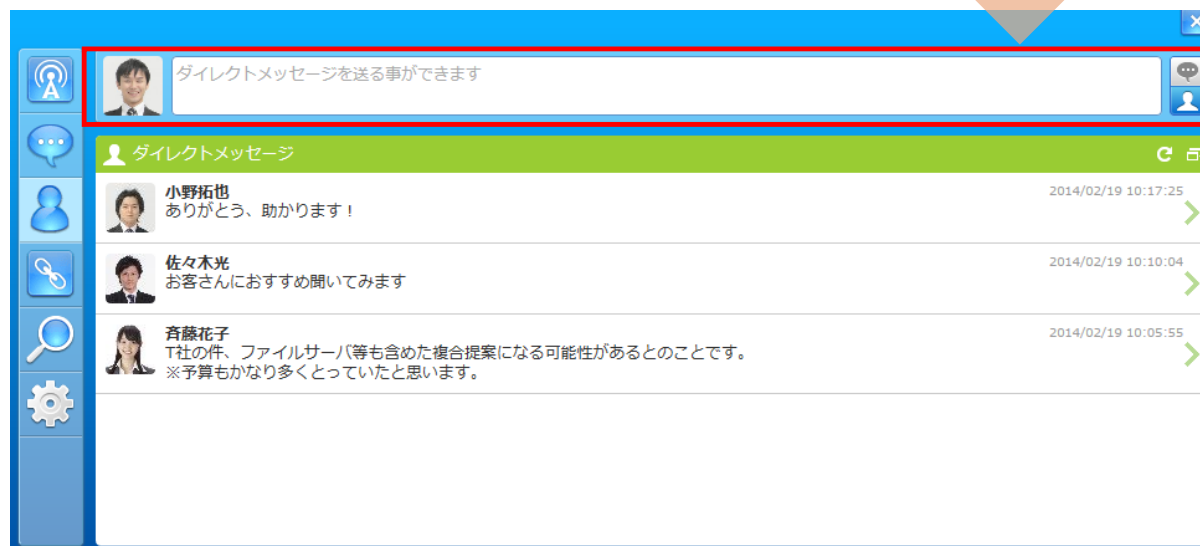 ダイレクトメッセージを送る事ができます
ダイレクトメッセージ
小野拓也
2014/02/19 10:17:25
ありがとう、助かります！
佐々木光
2014/02/19 10:10:04
お客さんにおすすめ聞いてみます
斉藤花子
2014/02/19 10:05:55
T社の件、ファイルサーバ等も含めた複合提案になる可能性があるとのことです。
※予算もかなり多くとっていたと思います。